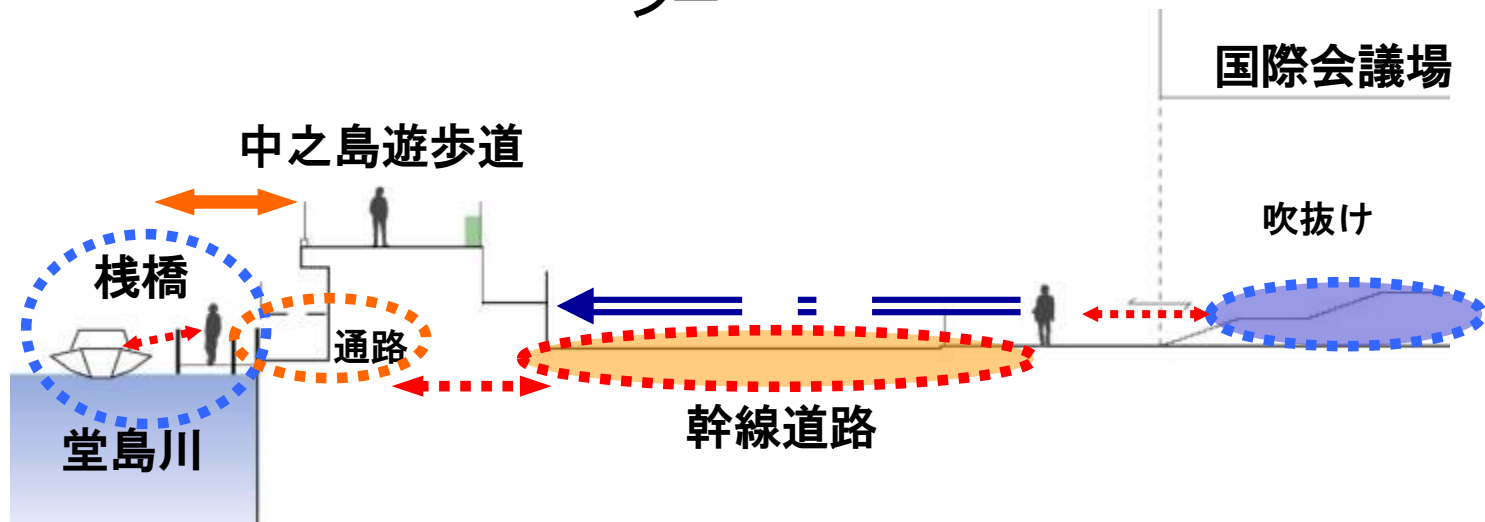 国際会議場
中之島遊歩道
吹抜け
桟橋
通路
幹線道路
堂島川